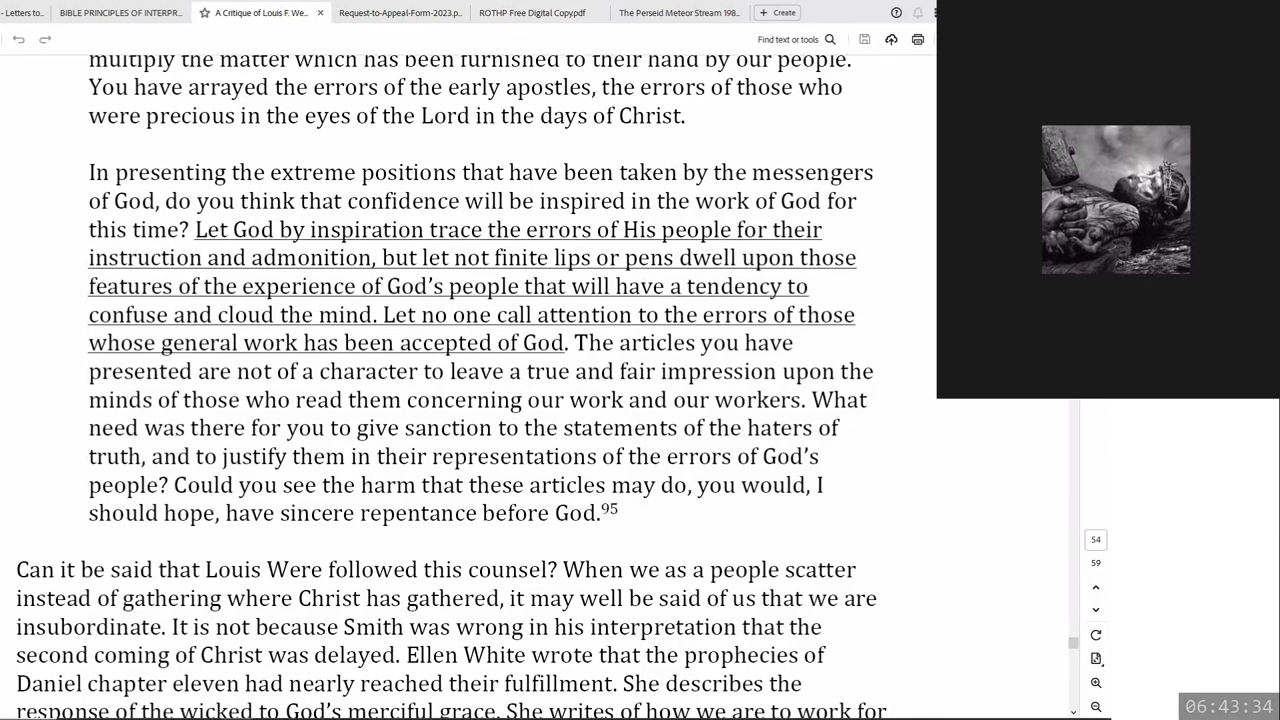 - Letters to...
BIBLE PRINCIPLES OF INTERPR...
A Critique of Louis F. We...
Request-to-Appeal-Form-2023.p...
ROTHP Free Digital Copy.pdf
The Perseid Meteor Stream 198...
+ Create
Find text or tools
multiply the matter which has been furnished to their hand by our people.
You have arrayed the errors of the early apostles, the errors of those who
were precious in the eyes of the Lord in the days of Christ.
In presenting the extreme positions that have been taken by the messengers
of God, do you think that confidence will be inspired in the work of God for
this time? Let God by inspiration trace the errors of His people for their
instruction and admonition, but let not finite lips or pens dwell upon those
features of the experience of God’s people that will have a tendency to
confuse and cloud the mind. Let no one call attention to the errors of those
whose general work has been accepted of God. The articles you have
presented are not of a character to leave a true and fair impression upon the
minds of those who read them concerning our work and our workers. What
need was there for you to give sanction to the statements of the haters of
truth, and to justify them in their representations of the errors of God’s
people? Could you see the harm that these articles may do, you would, I
should hope, have sincere repentance before God.95
Can it be said that Louis Were followed this counsel? When we as a people scatter
instead of gathering where Christ has gathered, it may well be said of us that we are
insubordinate. It is not because Smith was wrong in his interpretation that the
second coming of Christ was delayed. Ellen White wrote that the prophecies of
Daniel chapter eleven had nearly reached their fulfillment. She describes the
response of the wicked to God’s merciful grace. She writes of how we are to work for
54
59
06:43:34